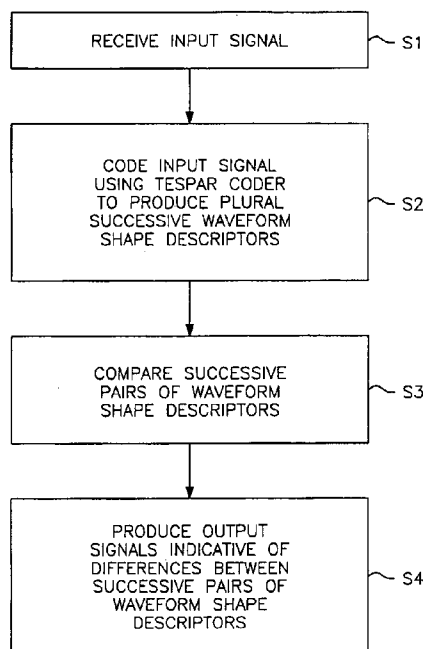 RECEIVE INPUT SIGNAL
S1
CODE INPUT SIGNAL
USING TESPAR CODER
TO PRODUCE PLURAL
SUCCESSIVE WAVEFORM
SHAPE DESCRIPTORS
S2
COMPARE SUCCESSIVE
PAIRS OF WAVEFORM
SHAPE DESCRIPTORS
S3
PRODUCE OUTPUT
SIGNALS INDICATIVE OF
DIFFERENCES BETWEEN
SUCCESSIVE PAIRS OF
WAVEFORM SHAPE
DESCRIPTORS
S4